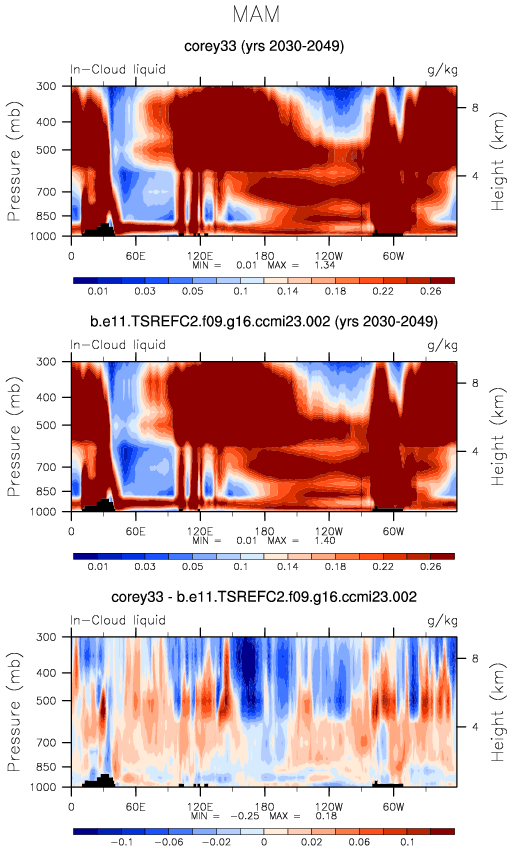 MAM
corey33 (yrs 2030-2049)
In-Cloud liquid g/kg
Pressure (mb)
300
400
500
700
850
1000
8
4
Height (km)
0 60E 120E 180 120W 60W
MIN = 0.01 MAX = 1.34
0.01 0.03 0.05 0.1 0.14 0.18 0.22 0.26
b.e11.TSREFC2.f09.g16.ccmi23.002 (yrs 2030-2049)
In-Cloud liquid g/kg
Pressure (mb)
300
400
500
700
850
1000
8
4
Height (km)
0 60E 120E 180 120W 60W
MIN = 0.01 MAX = 1.40
0.01 0.03 0.05 0.1 0.14 0.18 0.22 0.26
corey33 - b.e11.TSREFC2.f09.g16.ccmi23.002
In-Cloud liquid g/kg
Pressure (mb)
300
400
500
700
850
1000
8
4
Height (km)
0 60E 120E 180 120W 60W
MIN = -0.25 MAX = 0.18
-0.1 -0.06 -0.02 0 0.02 0.06 0.1